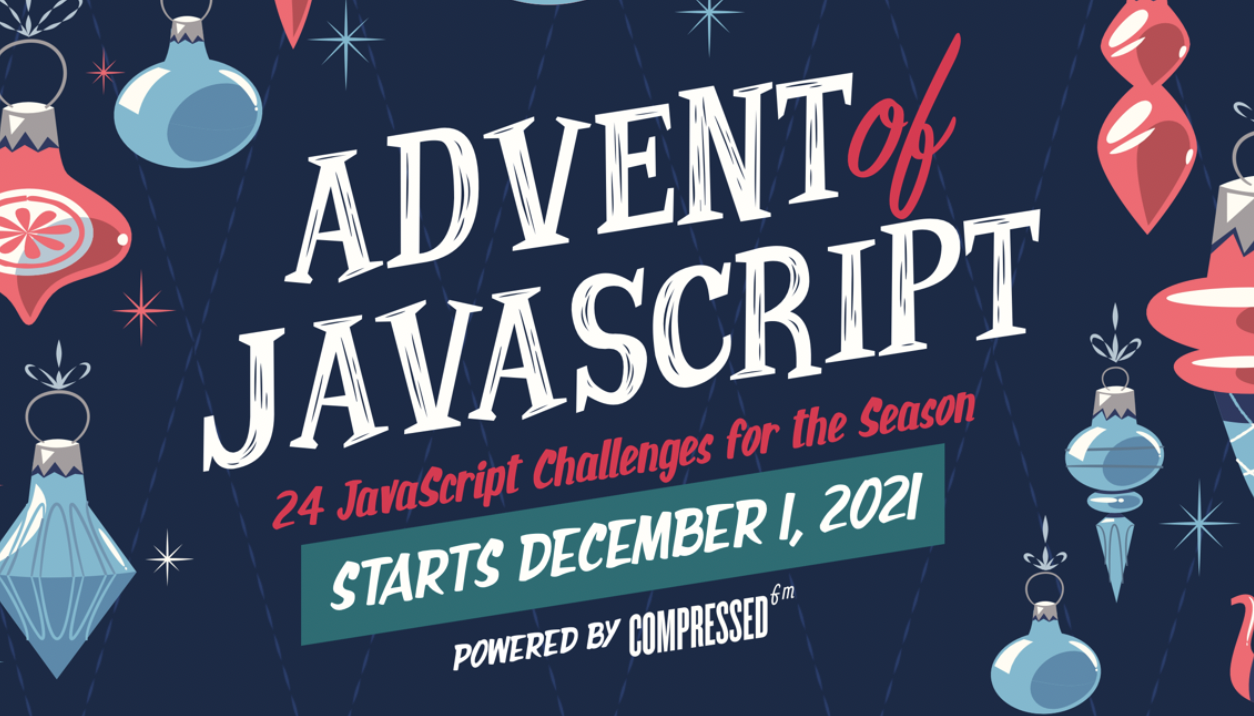 ADVENT of
JAVASCRIPT
24 JavaScript Challenges for the Season
STARTS DECEMBER 1, 2021
POWERED BY COMPRESSED fm